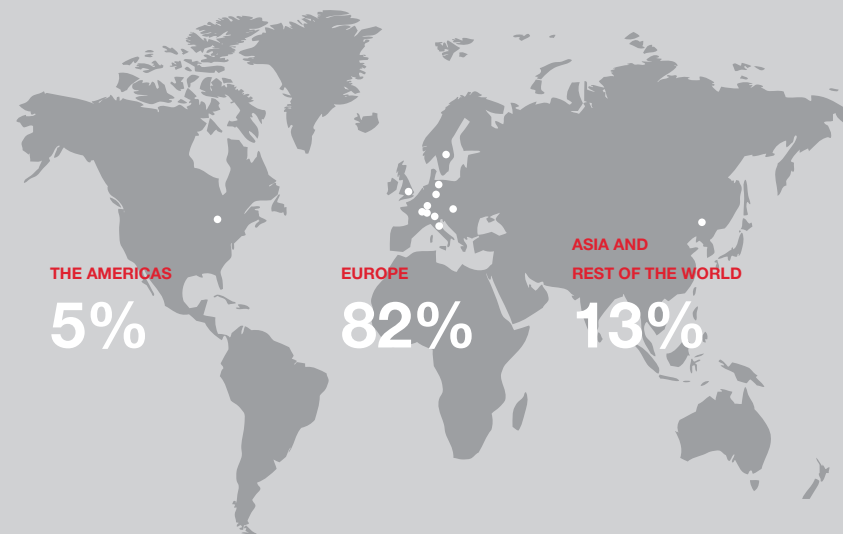 THE AMERICAS
5%
EUROPE
82%
ASIA AND
REST OF THE WORLD
13%